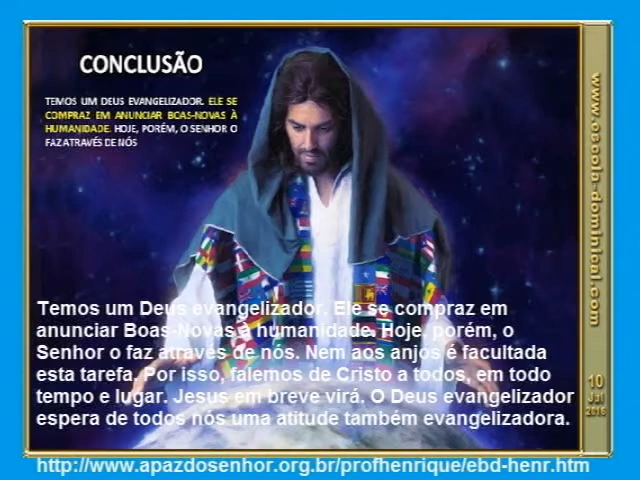 CONCLUSÃO
TEMOS UM DEUS EVANGELIZADOR. ELE SE
COMPRAZ EM ANUNCIAR BOAS-NOVAS À
HUMANIDADE. HOJE, PORÉM, O SENHOR O
FAZ ATRAVÉS DE NÓS
Temos um Deus evangelizador. Ele se compraz em
anunciar Boas-Novas à humanidade. Hoje, porém, o
Senhor o faz através de nós. Nem aos anjos é facultada
esta tarefa. Por isso, falemos de Cristo a todos, em todo
tempo e lugar. Jesus em breve virá. O Deus evangelizador
espera de todos nós uma atitude também evangelizadora.
www.escola-dominical.com
10
Jul
2016
http://www.apazdosenhor.org.br/profhenrique/ebd-henr.htm